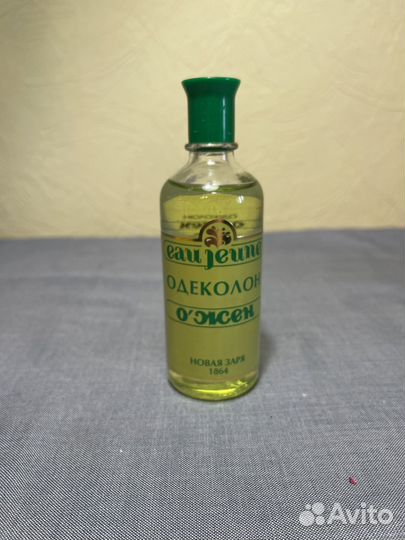 eau jeune
ОДЕКОЛОН
О'Жен
НОВАЯ ЗАРЯ
1864
Avito